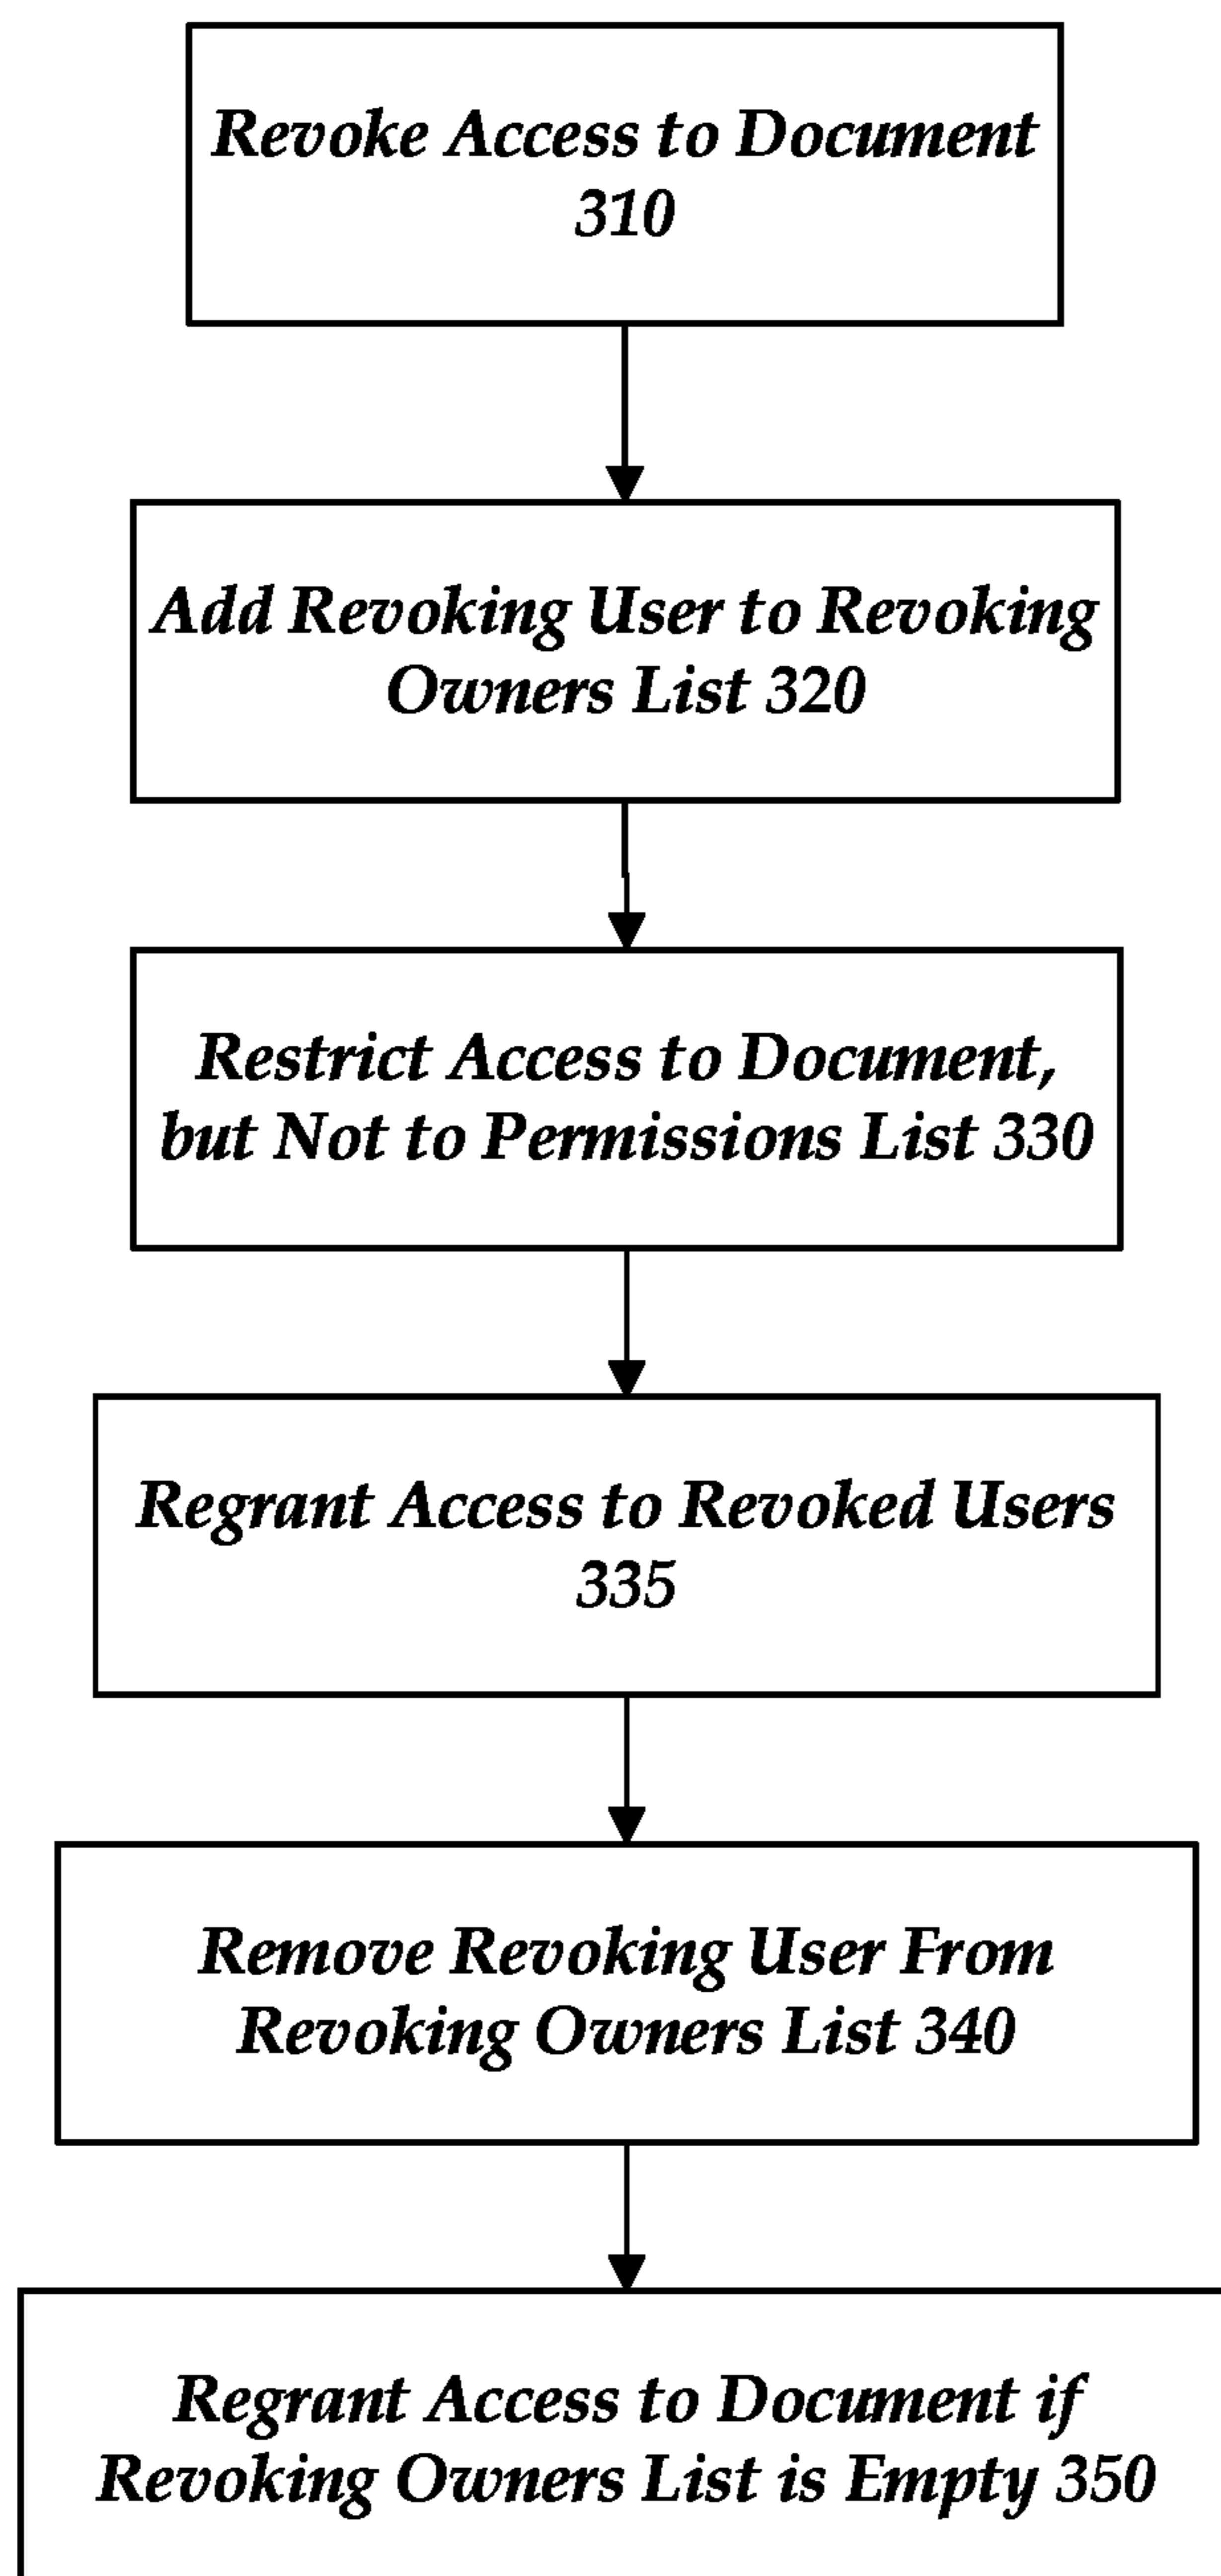 Revoke Access to Document
310
Add Revoking User to Revoking
Owners List 320
Restrict Access to Document,
but Not to Permissions List 330
Regrant Access to Revoked Users
335
Remove Revoking User From
Revoking Owners List 340
Regrant Access to Document if
Revoking Owners List is Empty 350